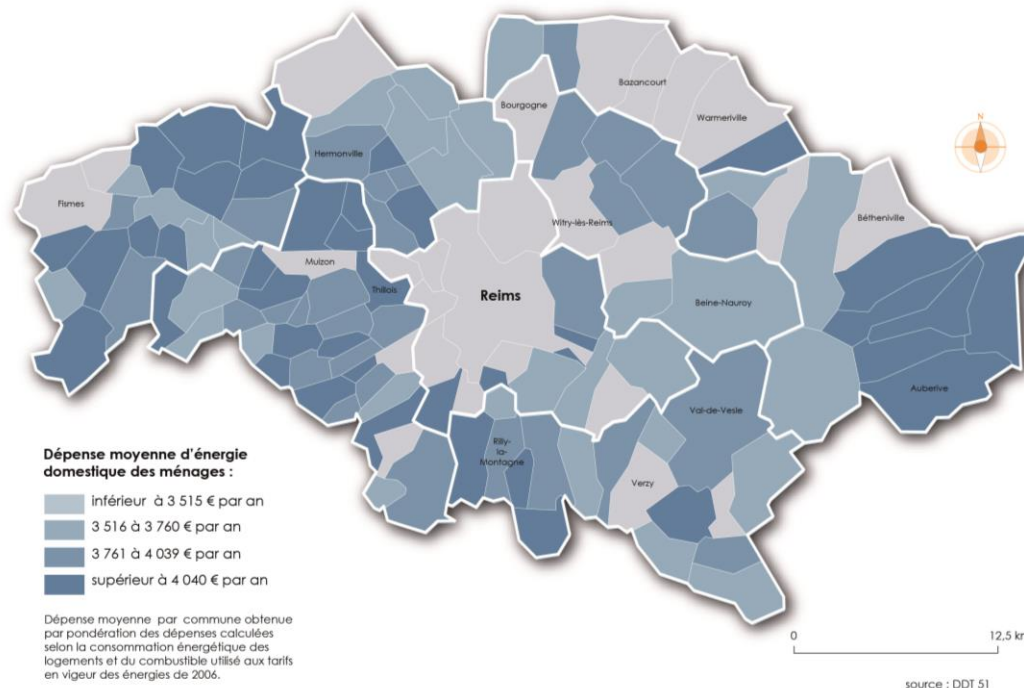 Bazancourt
Bourgogne
Warmeriville
N
Hermonville
Fismes
Witry-lès-Reims
Bétheniville
Muizon
Thillois
Reims
Beine-Nauroy
Auberive
Val-de-Vesle
Rilly-
la-
Montagne
Verzy
Dépense moyenne d'énergie
domestique des ménages :
inférieur à 3 515 € par an
3 516 à 3 760 € par an
3 761 à 4 039 € par an
supérieur à 4 040 € par an
Dépense moyenne par commune obtenue
par pondération des dépenses calculées
selon la consommation énergétique des
logements et du combustible utilisé aux tarifs
en vigeur des énergies de 2006.
0 12,5 km
source : DDT 51